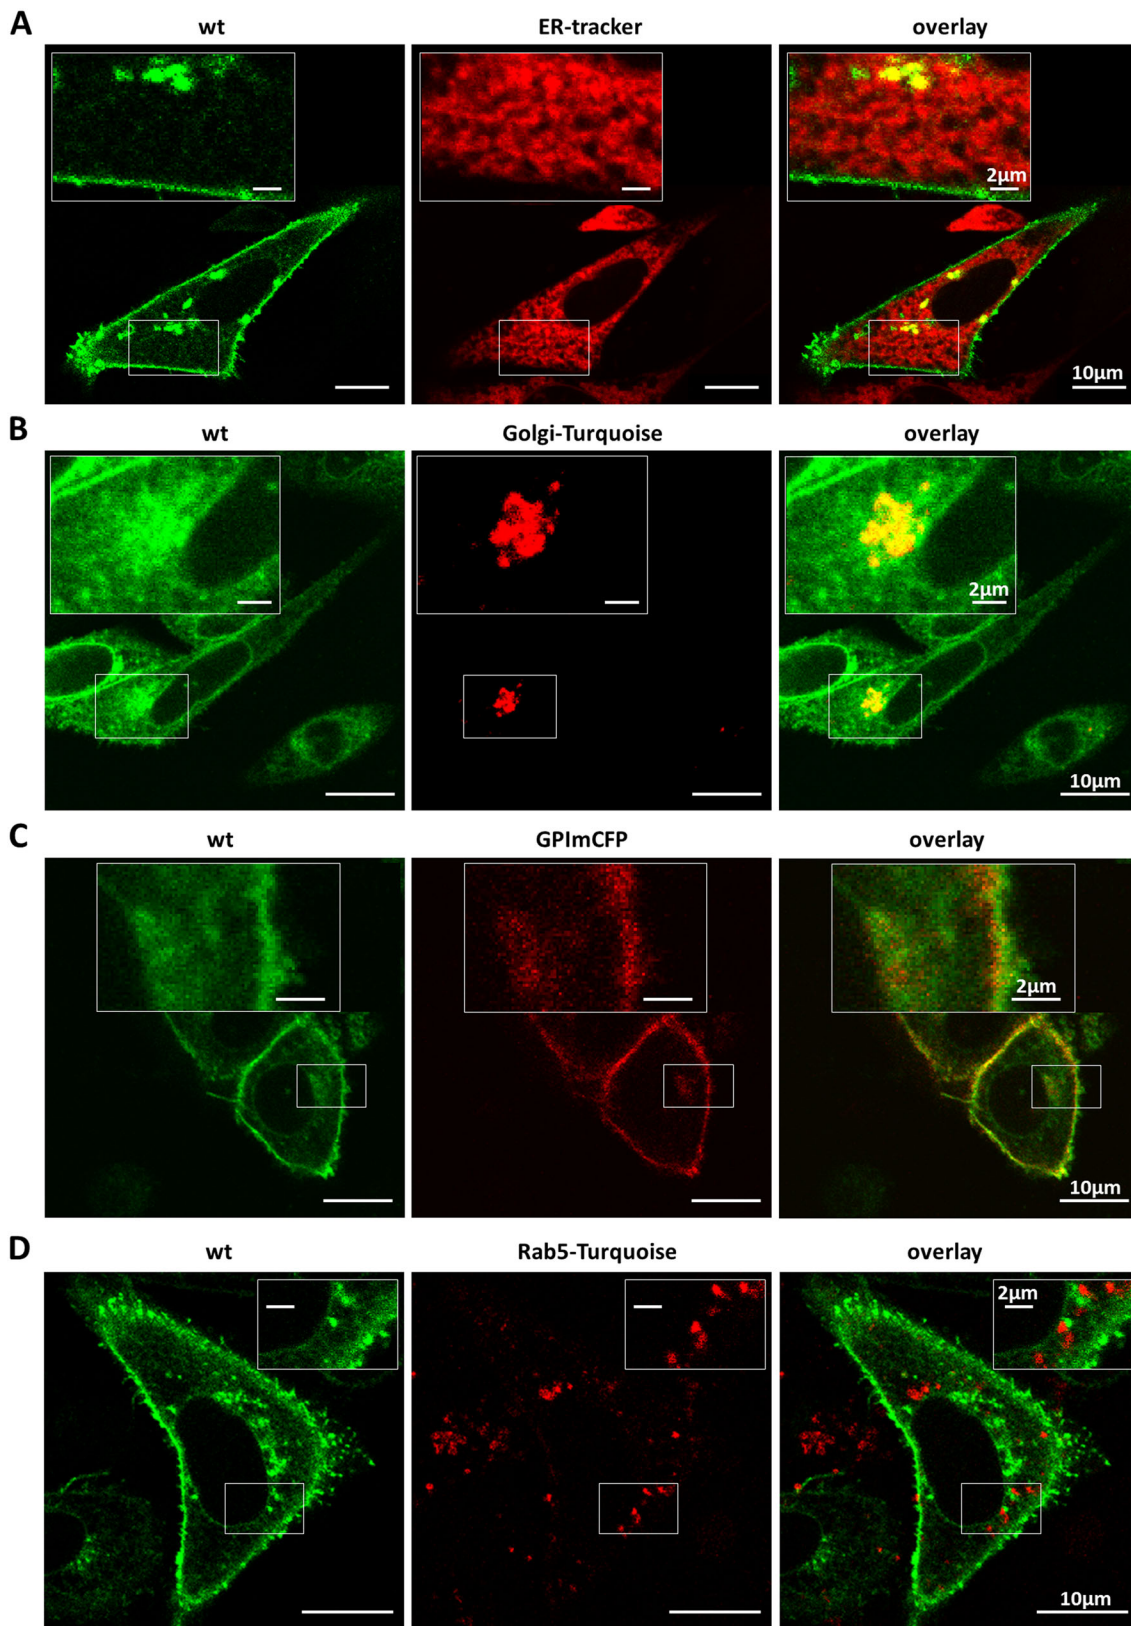 A
wt ER-tracker overlay
2µm
10µm
B
wt Golgi-Turquoise overlay
2µm
10µm
C
wt GPImCFP overlay
2µm
10µm
D
wt Rab5-Turquoise overlay
2µm
10µm